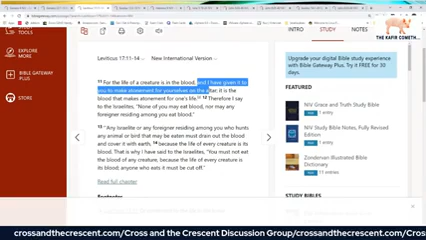 TOOLS
EXPLORE
MORE
BIBLE GATEWAY
PLUS
STORE
Leviticus 17:11-14
New International Version
11 For the life of a creature is in the blood, and I have given it to
you to make atonement for yourselves on the altar; it is the
blood that makes atonement for one's life. 12 Therefore I say
to the Israelites, "None of you may eat blood, nor may any
foreigner residing among you eat blood."
13 "'Any Israelite or any foreigner residing among you who hunts
any animal or bird that may be eaten must drain out the blood
and cover it with earth, 14 because the life of every creature is
its blood. That is why I have said to the Israelites, "You must not eat
the blood of any creature, because the life of every creature is
its blood; anyone who eats it must be cut off."
Read full chapter
Footnotes
INTRO
STUDY
THE KAFIR COMETH...
Upgrade your digital Bible study experience
with Bible Gateway Plus. Try it FREE for 30
days.
FEATURED
NIV Grace and Truth Study Bible
NIV Study Bible Notes, Fully Revised
Edition
Zondervan Illustrated Bible
Dictionary
STUDY BIBLES
crossandthecrescent.com/Cross and the Crescent Discussion Group/crossandthecrescent.com/Cross